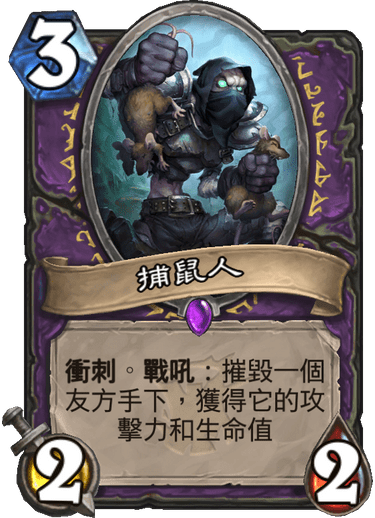 3
捕鼠人
衝刺。戰吼：摧毀一個
友方手下，獲得它的攻
擊力和生命值
2
2